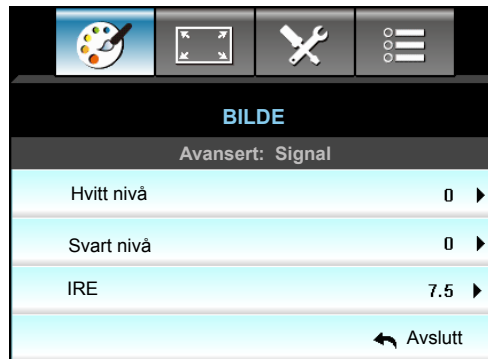 BILDE
Avansert: Signal
Hvitt nivå 0
Svart nivå 0
IRE 7.5
Avslutt